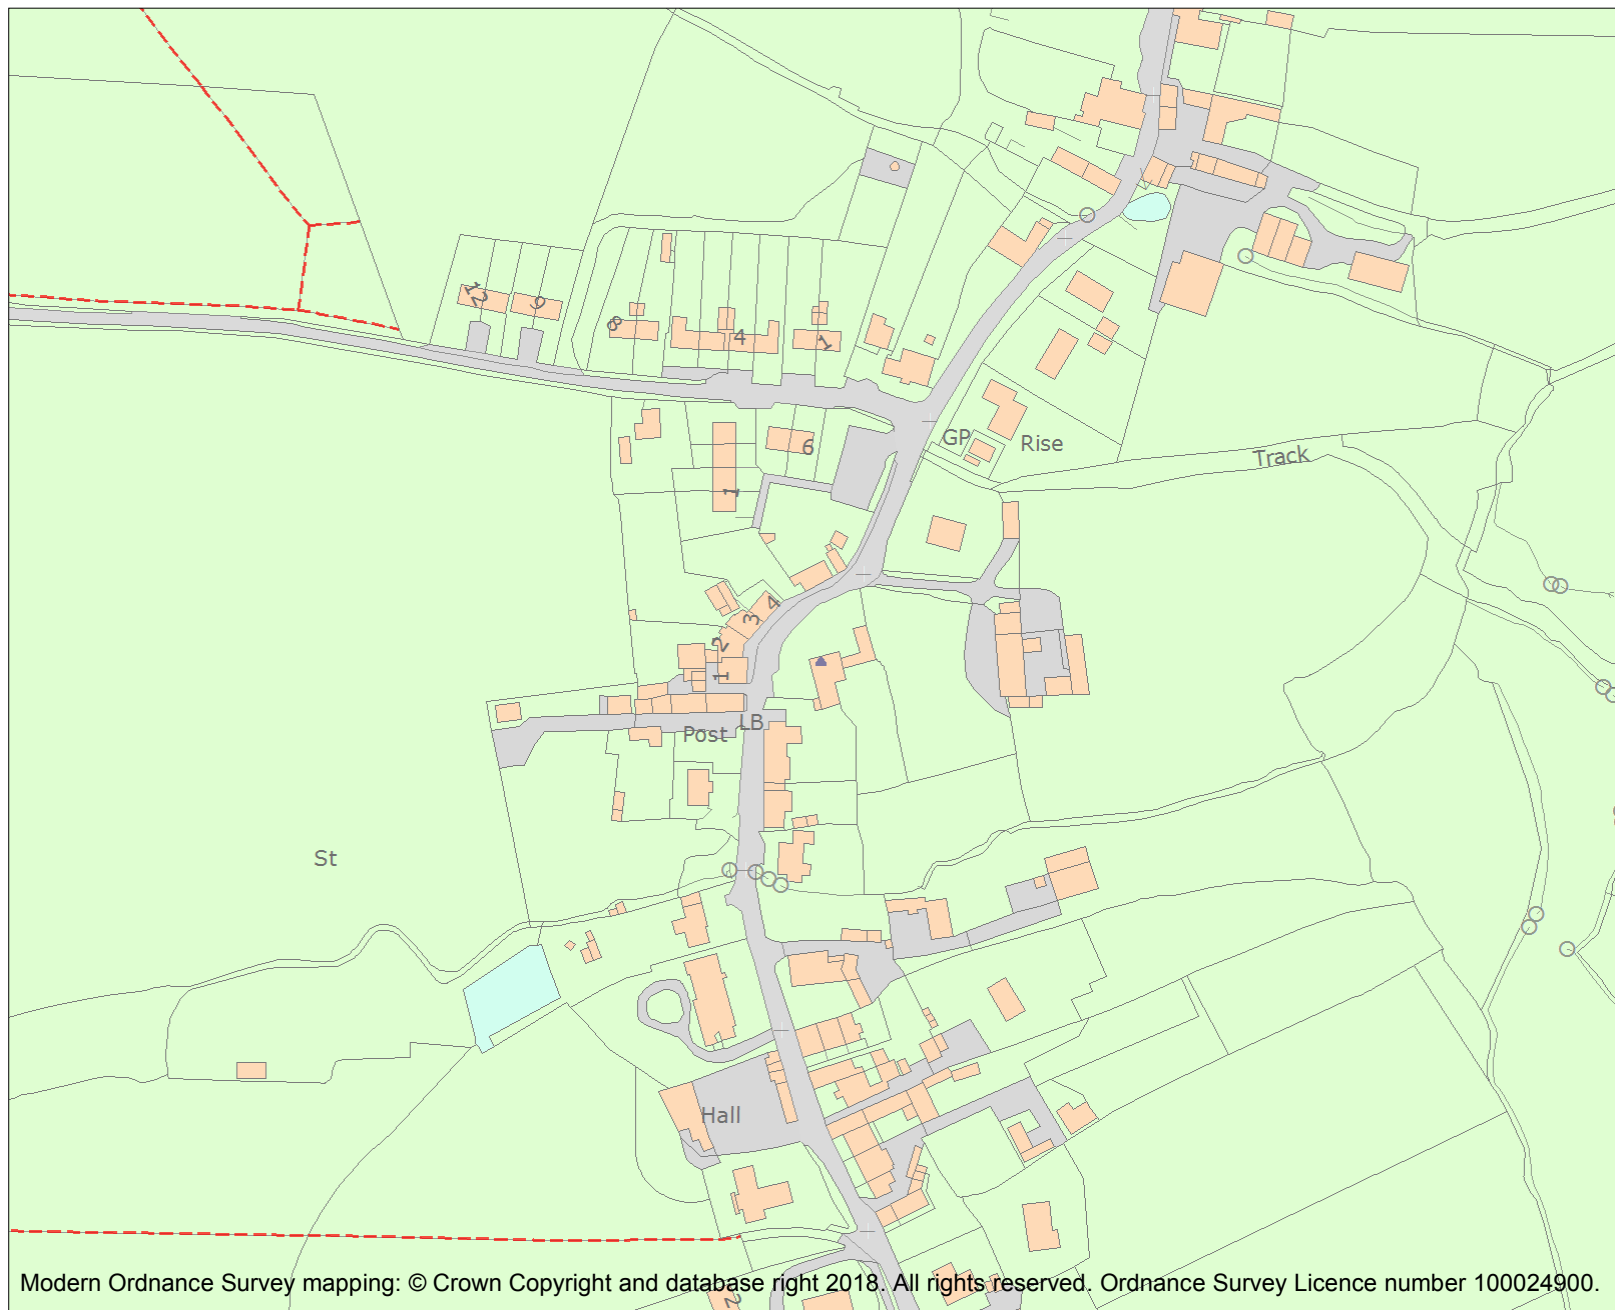 12
9
8
4
1
6
GP
Rise
Track
1
4
3
2
1
LB
Post
St
Hall
2
Modern Ordnance Survey mapping: © Crown Copyright and database right 2018. All rights reserved. Ordnance Survey Licence number 100024900.